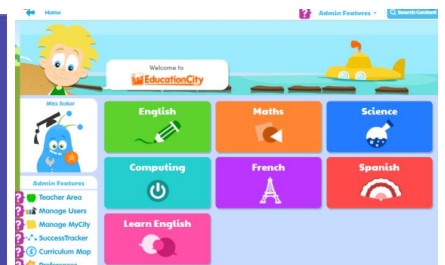 Home
? Admin Features
Search Content
Welcome to
EducationCity
Miss Baker
English
Maths
Science
Computing
French
Spanish
Admin Features
? Teacher Area
? Manage Users
? Manage MyCity
? SuccessTracker
? Curriculum Map
? Preferences
Learn English